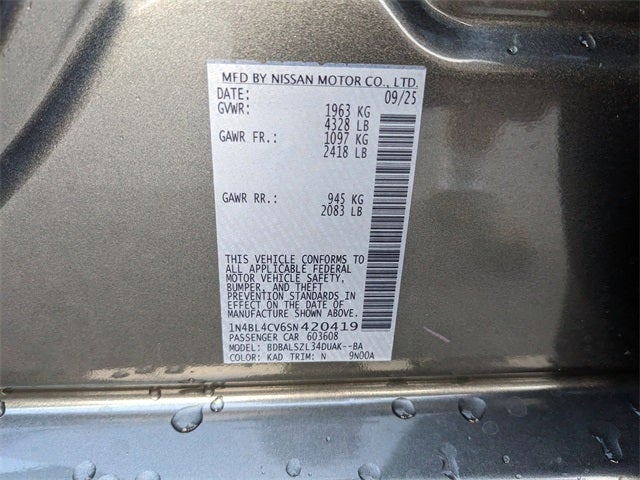 MFD BY NISSAN MOTOR CO., LTD.
DATE: 09/25
GVWR: 1963 KG
4328 LB
GAWR FR.: 1097 KG
2418 LB
GAWR RR.: 945 KG
2083 LB
THIS VEHICLE CONFORMS TO
ALL APPLICABLE FEDERAL
MOTOR VEHICLE SAFETY,
BUMPER, AND THEFT
PREVENTION STANDARDS
IN EFFECT ON THE DATE OF
MANUFACTURE SHOWN ABOVE.
1N4BL4CV6SN420419
PASSENGER CAR 603608
MODEL: BDBALSZL34DUAK--BA
COLOR: KAD TRIM: N 9N00A